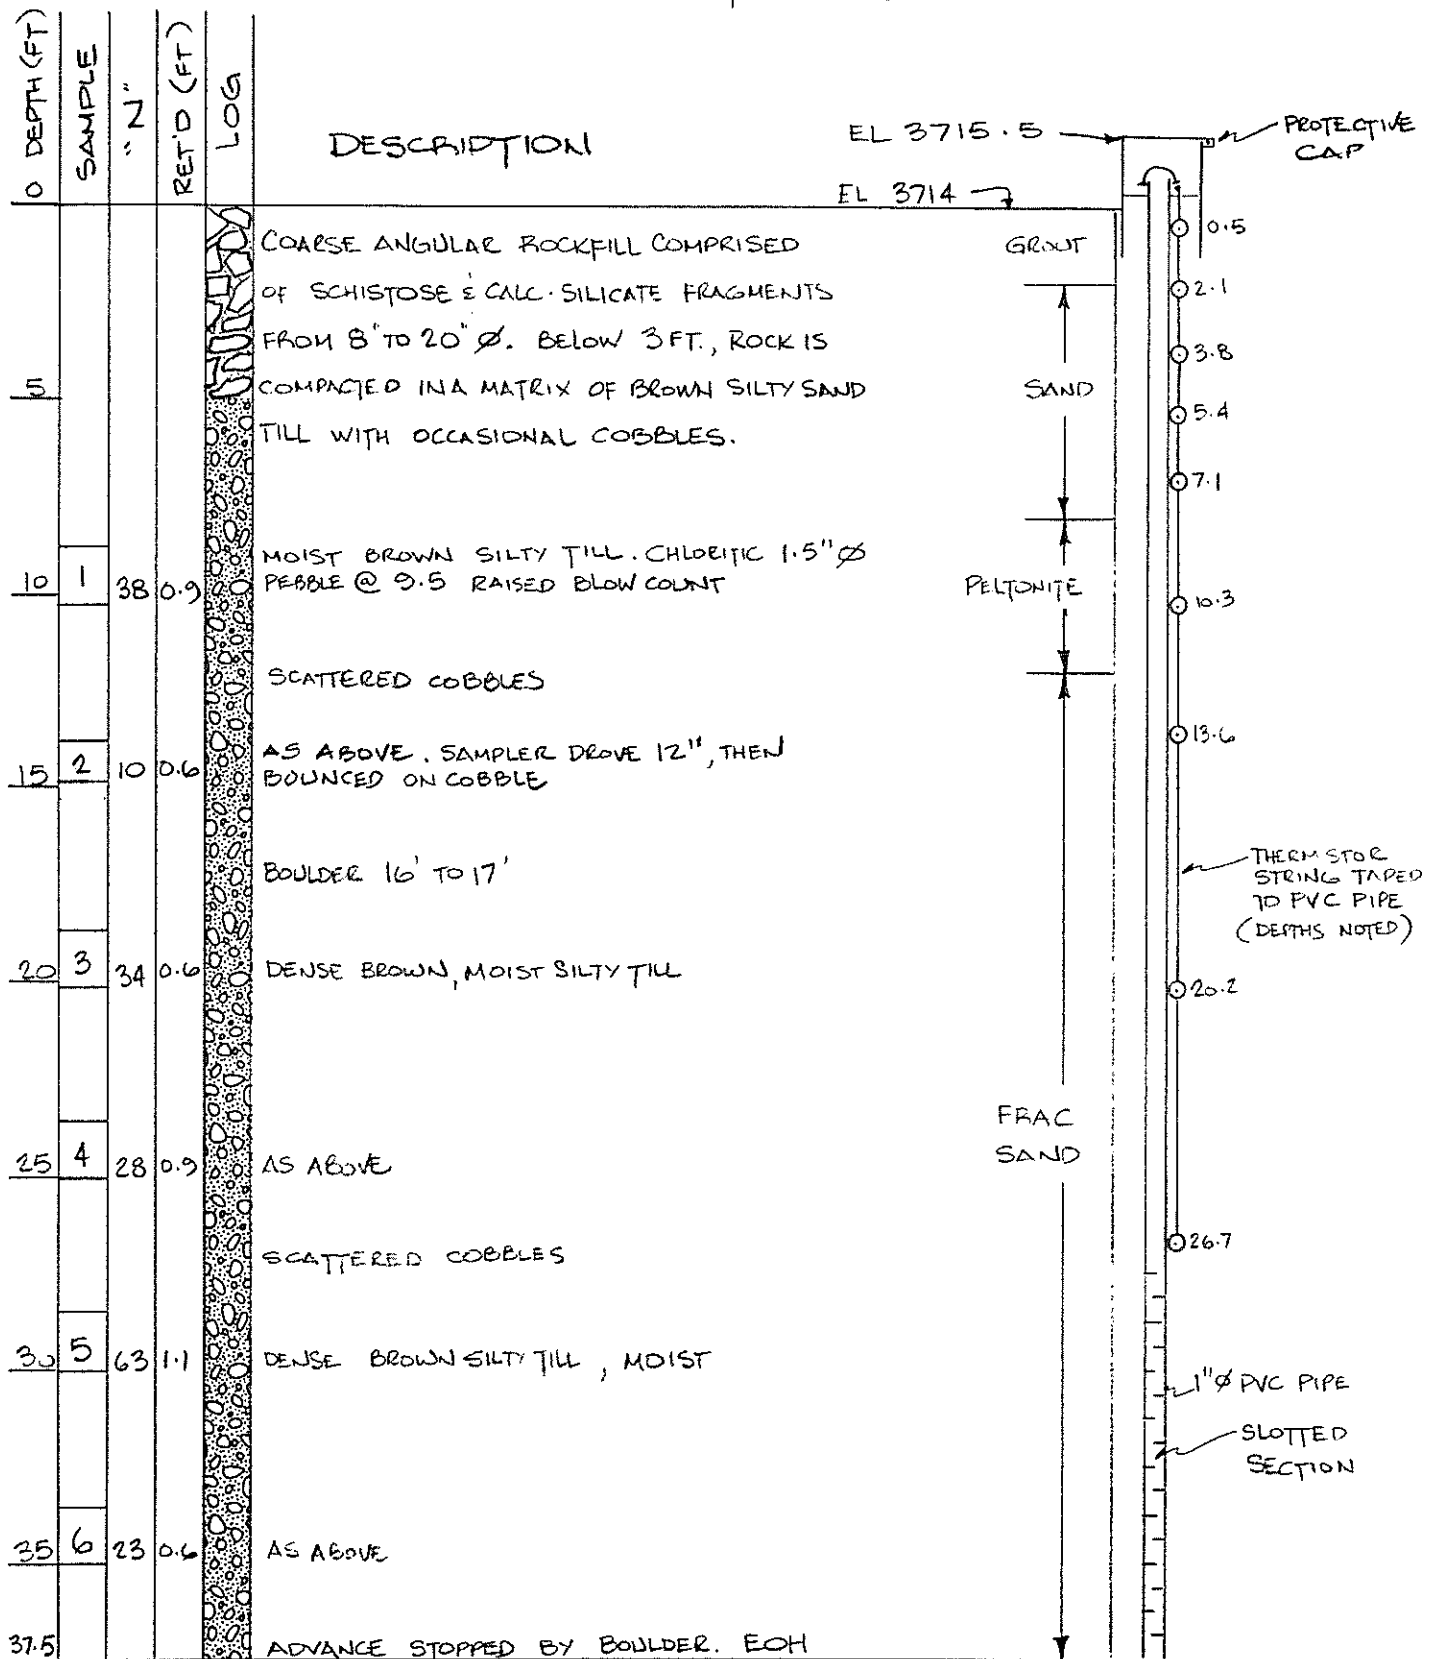 0 DEPTH (FT)
SAMPLE
"N"
RET'D (FT)
LOG
DESCRIPTION
EL 3715.5
PROTECTIVE
CAP
EL 3714
COARSE ANGULAR ROCKFILL COMPRISED
OF SCHISTOSE & CALC-SILICATE FRAGMENTS
FROM 8" TO 20" Ø. BELOW 3 FT., ROCK IS
COMPACTED IN A MATRIX OF BROWN SILTY SAND
TILL WITH OCCASIONAL COBBLES.
GROUT
0.5
2.1
3.8
5
SAND
5.4
7.1
MOIST BROWN SILTY TILL. CHLORITIC 1.5" Ø
PEBBLE @ 9.5 RAISED BLOW COUNT
10 1 38 0.9
PELTONITE
10.3
SCATTERED COBBLES
13.6
AS ABOVE. SAMPLER DROVE 12", THEN
BOUNCED ON COBBLE
15 2 10 0.6
BOULDER 16' TO 17'
THERMSTOR
STRING TAPED
TO PVC PIPE
(DEPTHS NOTED)
20 3 34 0.6 DENSE BROWN, MOIST SILTY TILL
20.2
FRAC
SAND
25 4 28 0.9 AS ABOVE
SCATTERED COBBLES
26.7
30 5 63 1.1 DENSE BROWN SILTY TILL, MOIST
1" Ø PVC PIPE
SLOTTED
SECTION
35 6 23 0.6 AS ABOVE
37.5 ADVANCE STOPPED BY BOULDER. EOH